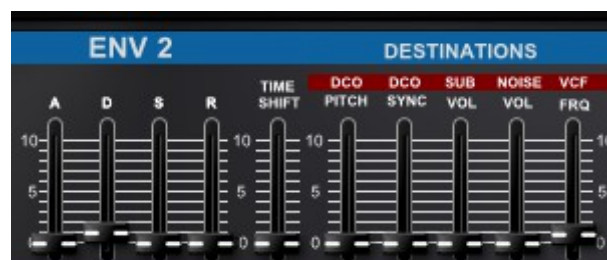 ENV 2 DESTINATIONS
TIME DCO DCO SUB NOISE VCF
A D S R SHIFT PITCH SYNC VOL VOL FRQ
10 10 10
5 5 5
0 0